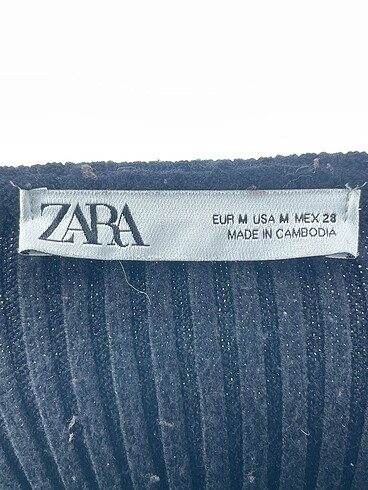 ZARA
EUR M USA M MEX 28
MADE IN CAMBODIA